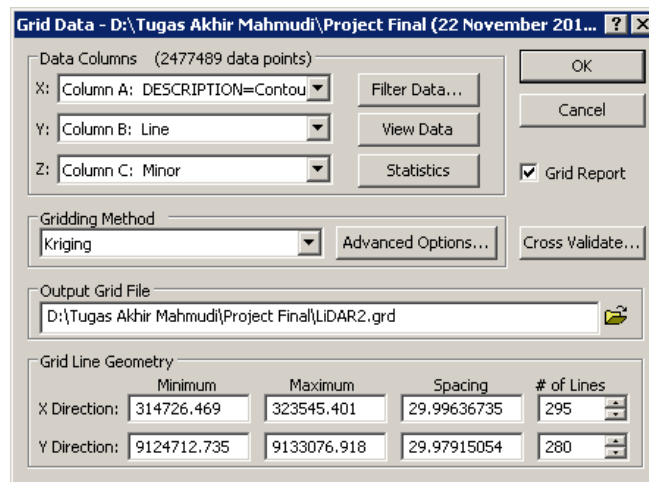 Grid Data - D:\Tugas Akhir Mahmudi\Project Final (22 November 201...
Data Columns (2477489 data points)
X: Column A: DESCRIPTION=Contou
Filter Data...
OK
Y: Column B: Line
View Data
Cancel
Z: Column C: Minor
Statistics
Grid Report
Gridding Method
Kriging
Advanced Options...
Cross Validate...
Output Grid File
D:\Tugas Akhir Mahmudi\Project Final\LiDAR2.grd
Grid Line Geometry
Minimum Maximum Spacing # of Lines
X Direction: 314726.469 323545.401 29.99636735 295
Y Direction: 9124712.735 9133076.918 29.97915054 280